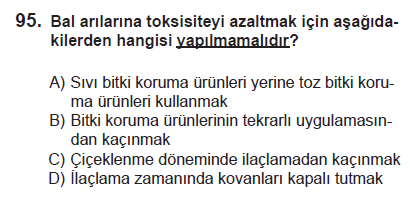 95. Bal arılarına toksisiteyi azaltmak için aşağıda-
kilerden hangisi yapılmamalıdır?
A) Sıvı bitki koruma ürünleri yerine toz bitki koru-
ma ürünleri kullanmak
B) Bitki koruma ürünlerinin tekrarlı uygulamasın-
dan kaçınmak
C) Çiçeklenme döneminde ilaçlamadan kaçınmak
D) İlaçlama zamanında kovanları kapalı tutmak